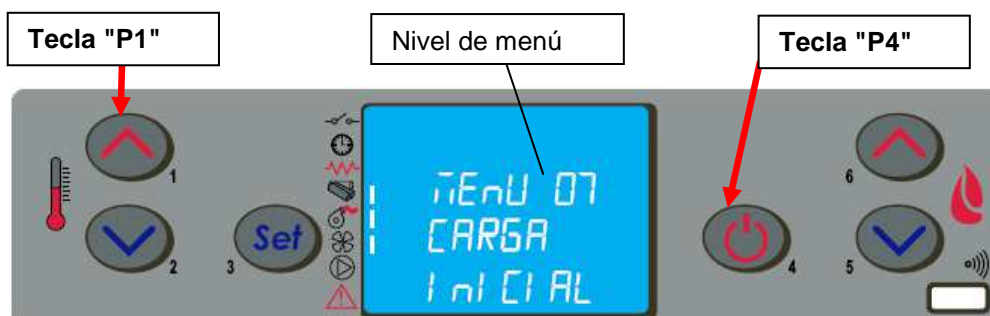 Tecla "P1"
Nivel de menú
Tecla "P4"
1
2
3
Set
MEnU 07
CARGA
InICIAL
4
5
6